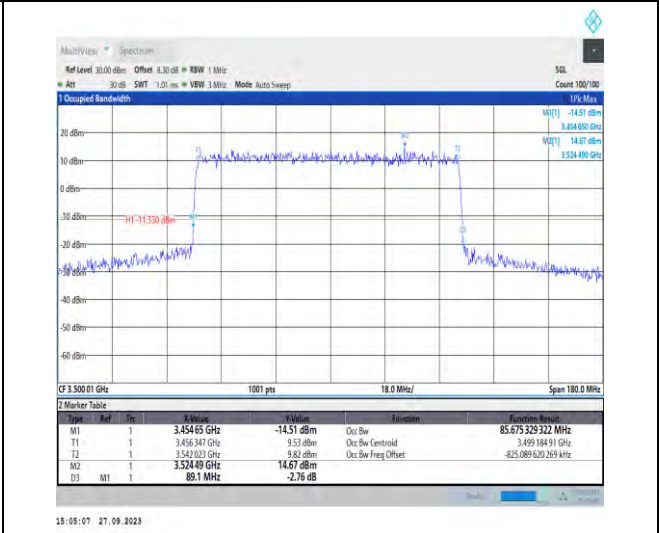 MultiView Spectrum
Ref Level 30.00 dBm Offset 8.30 dB RBW 1 MHz SGL
Att 30 dB SWT 1.01 ms VBW 3 MHz Mode Auto Sweep Count 100/100
1 Occupied Bandwidth 1Pk Max
M1[1] -14.51 dBm
3.454 650 GHz
20 dBm M2 M2[1] 14.67 dBm
T1 T2 3.524 490 GHz
10 dBm
0 dBm
-10 dBm H1 -11.330 dBm M1
-20 dBm D3
-30 dBm
-40 dBm
-50 dBm
-60 dBm
CF 3.500 01 GHz 1001 pts 18.0 MHz/ Span 180.0 MHz
2 Marker Table
Type Ref Trc X-Value Y-Value Function Function Result
M1 1 3.454 65 GHz -14.51 dBm Occ Bw 85.675 329 322 MHz
T1 1 3.456 347 GHz 9.53 dBm Occ Bw Centroid 3.499 184 91 GHz
T2 1 3.542 023 GHz 9.82 dBm Occ Bw Freq Offset -825.089 620 269 kHz
M2 1 3.524 49 GHz 14.67 dBm
D3 M1 1 89.1 MHz -2.76 dB
15:05:07 27.09.2023